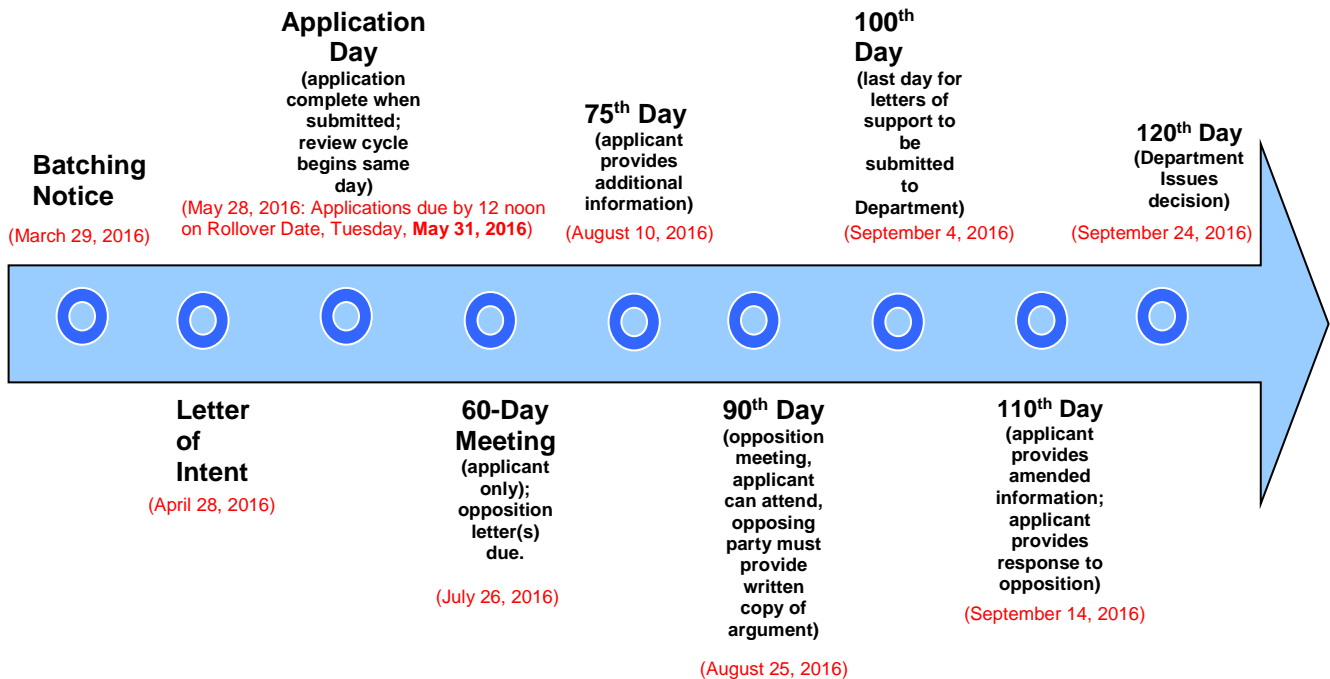 Batching
Notice
(March 29, 2016)
Application
Day
(application
complete when
submitted;
review cycle
begins same
day)
(May 28, 2016: Applications due by 12 noon
on Rollover Date, Tuesday, May 31, 2016)
75th Day
(applicant
provides
additional
information)
(August 10, 2016)
100th
Day
(last day for
letters of
support to
be
submitted
to
Department)
(September 4, 2016)
120th Day
(Department
Issues
decision)
(September 24, 2016)
Letter
of
Intent
(April 28, 2016)
60-Day
Meeting
(applicant
only);
opposition
letter(s)
due.
(July 26, 2016)
90th Day
(opposition
meeting,
applicant
can attend,
opposing
party must
provide
written
copy of
argument)
(August 25, 2016)
110th Day
(applicant
provides
amended
information;
applicant
provides
response to
opposition)
(September 14, 2016)